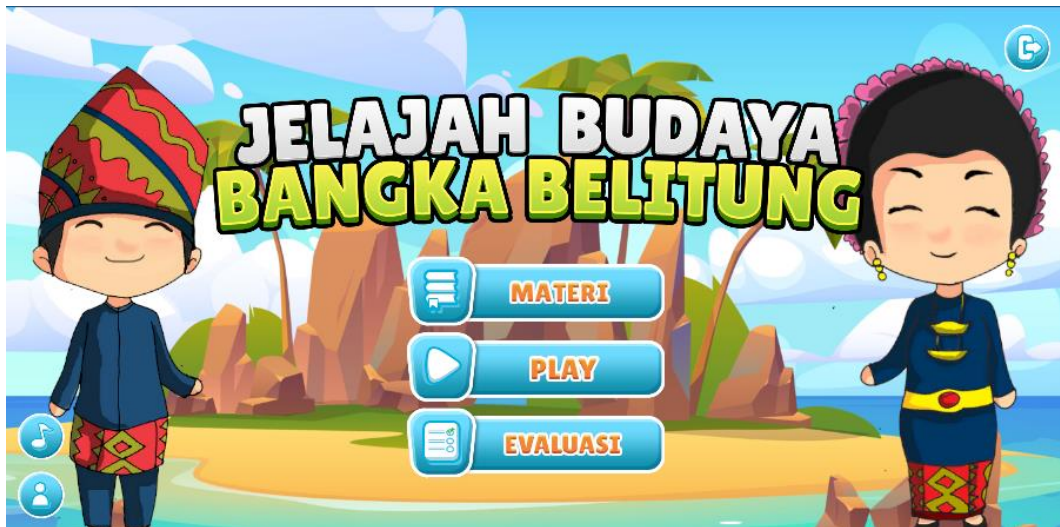 JELAJAH BUDAYA
BANGKA BELITUNG
MATERI
PLAY
EVALUASI